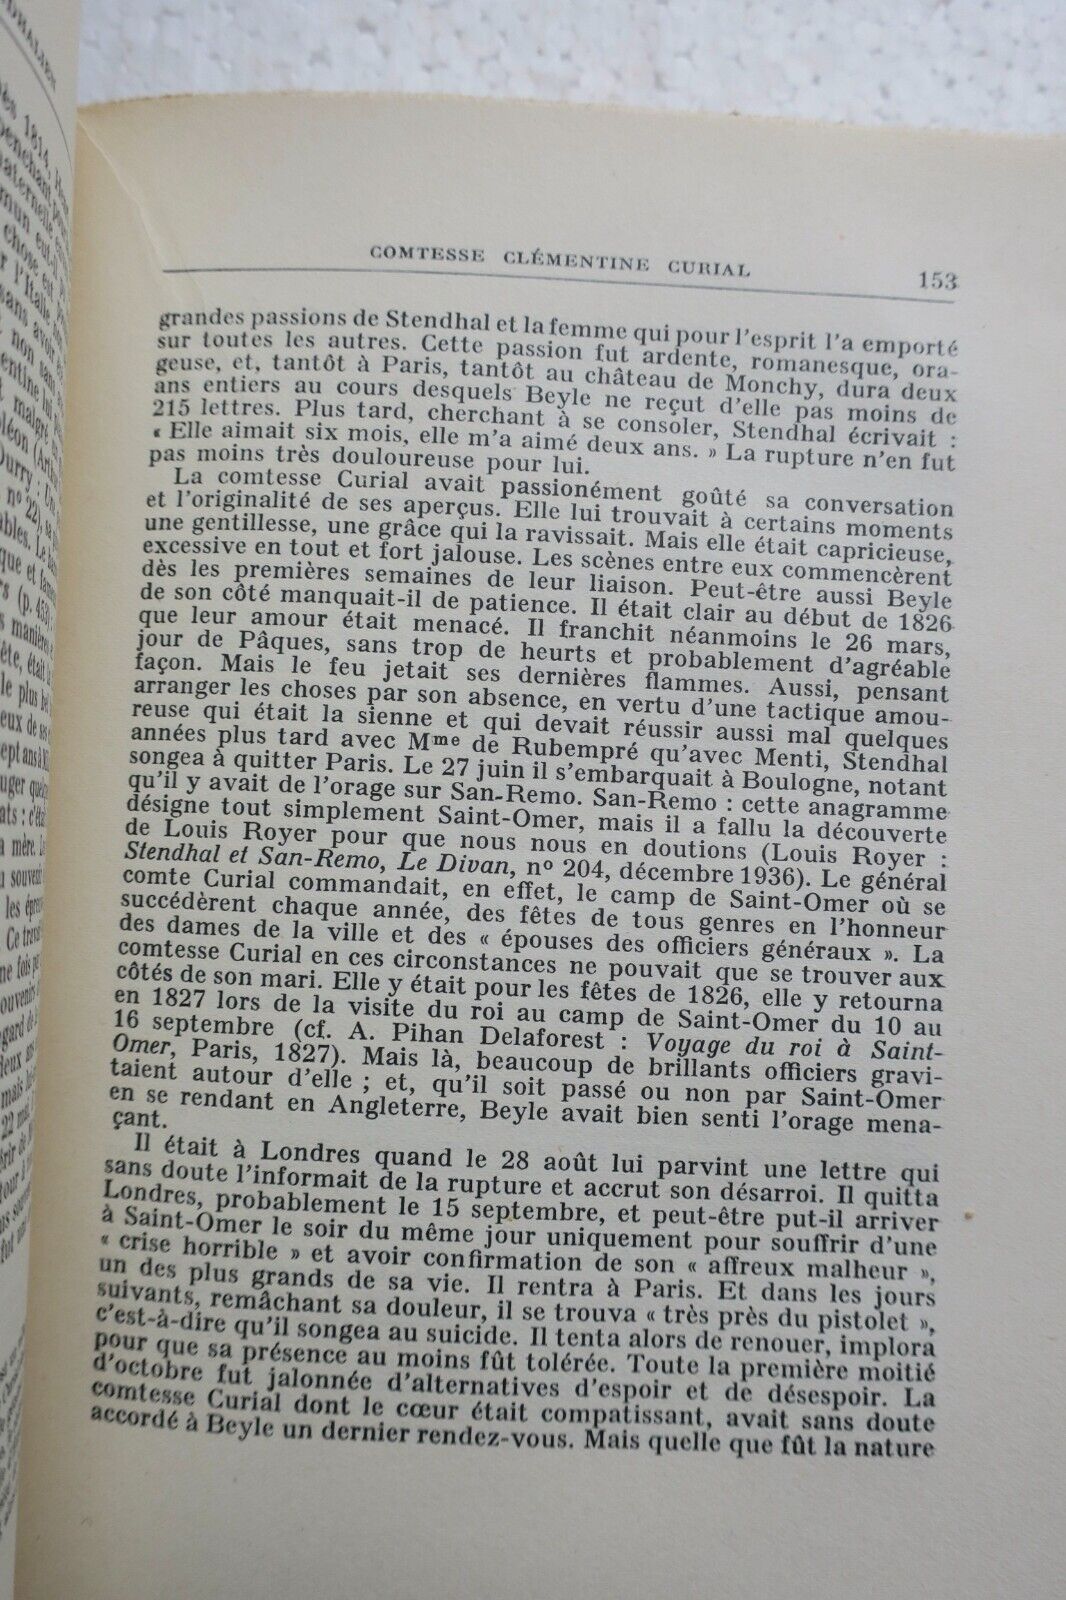 COMTESSE CLÉMENTINE CURIAL 153
grandes passions de Stendhal et la femme qui pour l'esprit l'a emporté
sur toutes les autres. Cette passion fut ardente, romanesque, ora-
geuse, et, tantôt à Paris, tantôt au château de Monchy, dura deux
ans entiers au cours desquels Beyle ne reçut d'elle pas moins de
215 lettres. Plus tard, cherchant à se consoler, Stendhal écrivait :
« Elle aimait six mois, elle m'a aimé deux ans. » La rupture n'en fut
pas moins très douloureuse pour lui.
La comtesse Curial avait passionément goûté sa conversation
et l'originalité de ses aperçus. Elle lui trouvait à certains moments
une gentillesse, une grâce qui la ravissait. Mais elle était capricieuse,
excessive en tout et fort jalouse. Les scènes entre eux commencèrent
dès les premières semaines de leur liaison. Peut-être aussi Beyle
de son côté manquait-il de patience. Il était clair au début de 1826
que leur amour était menacé. Il franchit néanmoins le 26 mars,
jour de Pâques, sans trop de heurts et probablement d'agréable
façon. Mais le feu jetait ses dernières flammes. Aussi, pensant
arranger les choses par son absence, en vertu d'une tactique amou-
reuse qui était la sienne et qui devait réussir aussi mal quelques
années plus tard avec Mme de Rubempré qu'avec Menti, Stendhal
songea à quitter Paris. Le 27 juin il s'embarquait à Boulogne, notant
qu'il y avait de l'orage sur San-Remo. San-Remo : cette anagramme
désigne tout simplement Saint-Omer, mais il a fallu la découverte
de Louis Royer pour que nous nous en doutions (Louis Royer :
Stendhal et San-Remo, Le Divan, n° 204, décembre 1936). Le général
comte Curial commandait, en effet, le camp de Saint-Omer où se
succédèrent chaque année, des fêtes de tous genres en l'honneur
des dames de la ville et des « épouses des officiers généraux ». La
comtesse Curial en ces circonstances ne pouvait que se trouver aux
côtés de son mari. Elle y était pour les fêtes de 1826, elle y retourna
en 1827 lors de la visite du roi au camp de Saint-Omer du 10 au
16 septembre (cf. A. Pihan Delaforest : Voyage du roi à Saint-
Omer, Paris, 1827). Mais là, beaucoup de brillants officiers gravi-
taient autour d'elle ; et, qu'il soit passé ou non par Saint-Omer
en se rendant en Angleterre, Beyle avait bien senti l'orage mena-
çant.
Il était à Londres quand le 28 août lui parvint une lettre qui
sans doute l'informait de la rupture et accrut son désarroi. Il quitta
Londres, probablement le 15 septembre, et peut-être put-il arriver
à Saint-Omer le soir du même jour uniquement pour souffrir d'une
« crise horrible » et avoir confirmation de son « affreux malheur »,
un des plus grands de sa vie. Il rentra à Paris. Et dans les jours
suivants, remâchant sa douleur, il se trouva « très près du pistolet »,
c'est-à-dire qu'il songea au suicide. Il tenta alors de renouer, implora
pour que sa présence au moins fût tolérée. Toute la première moitié
d'octobre fut jalonnée d'alternatives d'espoir et de désespoir. La
comtesse Curial dont le cœur était compatissant, avait sans doute
accordé à Beyle un dernier rendez-vous. Mais quelle que fût la nature